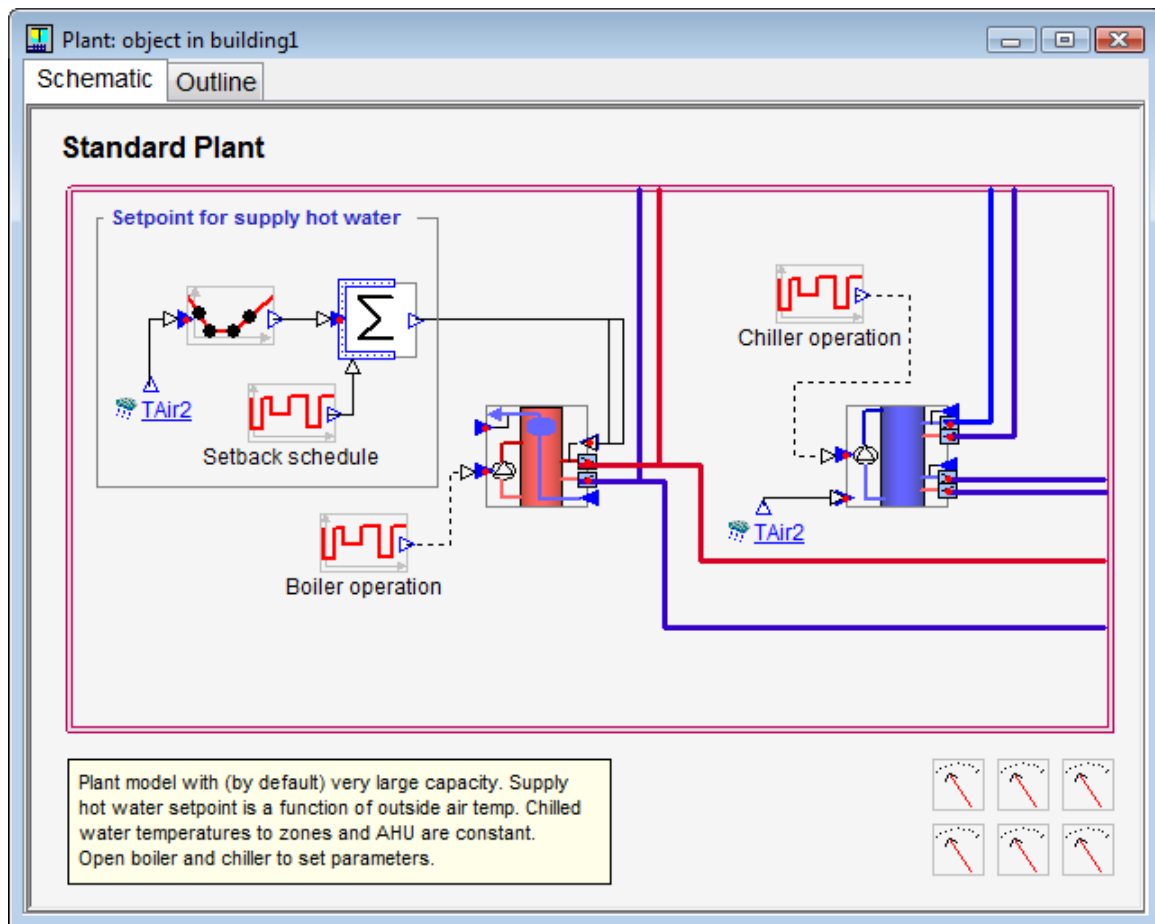 Plant: object in building1
Schematic
Outline
Standard Plant
Setpoint for supply hot water
Σ
TAir2
Setback schedule
Boiler operation
Chiller operation
TAir2
Plant model with (by default) very large capacity. Supply
hot water setpoint is a function of outside air temp. Chilled
water temperatures to zones and AHU are constant.
Open boiler and chiller to set parameters.